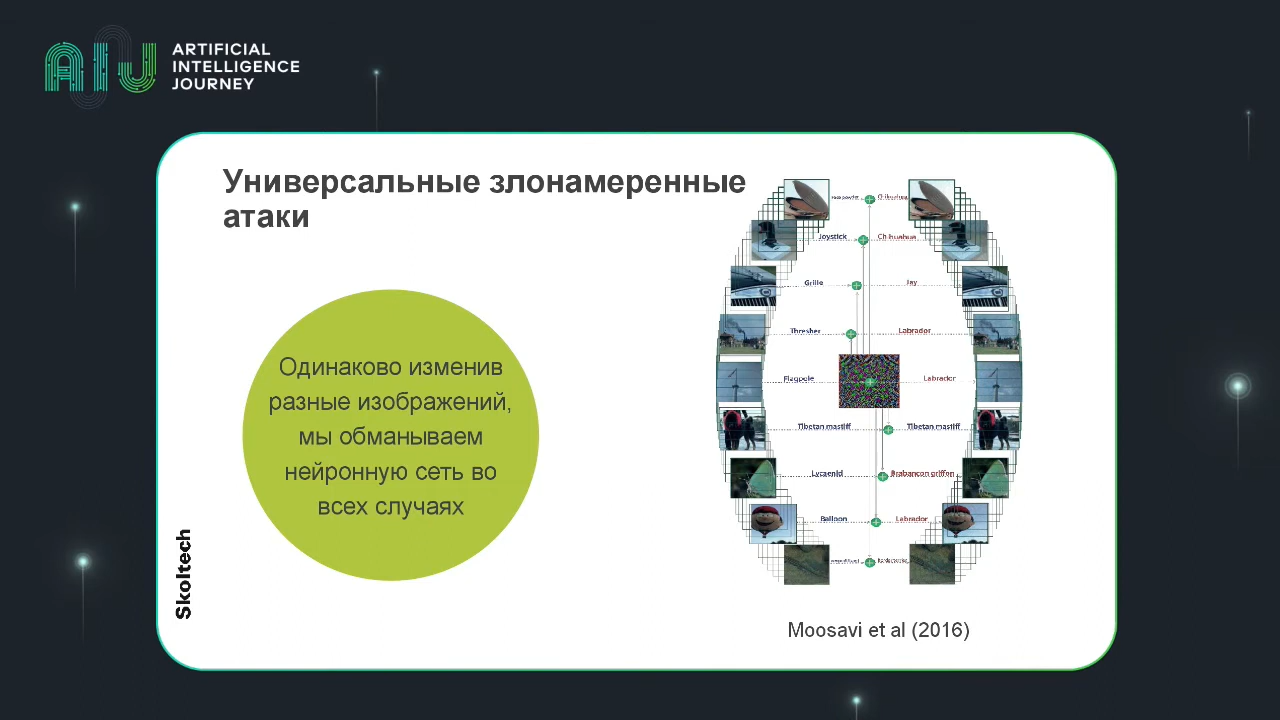 ARTIFICIAL
INTELLIGENCE
JOURNEY
Универсальные злонамеренные
атаки
Одинаково изменив
разные изображений,
мы обманываем
нейронную сеть во
всех случаях
Skoltech
Chihuahua
Joystick
Chihuahua
Grille
Jay
Thresher
Labrador
Flagpole
Labrador
Tibetan mastiff
Tibetan mastiff
Lycaenid
Brabancon griffon
Balloon
Labrador
Moosavi et al (2016)